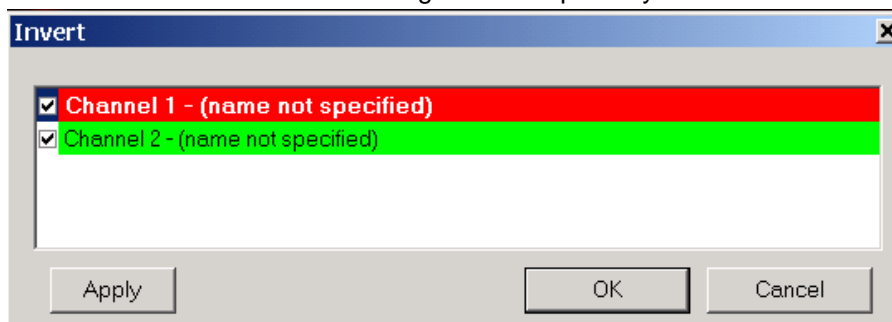 Invert
Channel 1 - (name not specified)
Channel 2 - (name not specified)
Apply OK Cancel